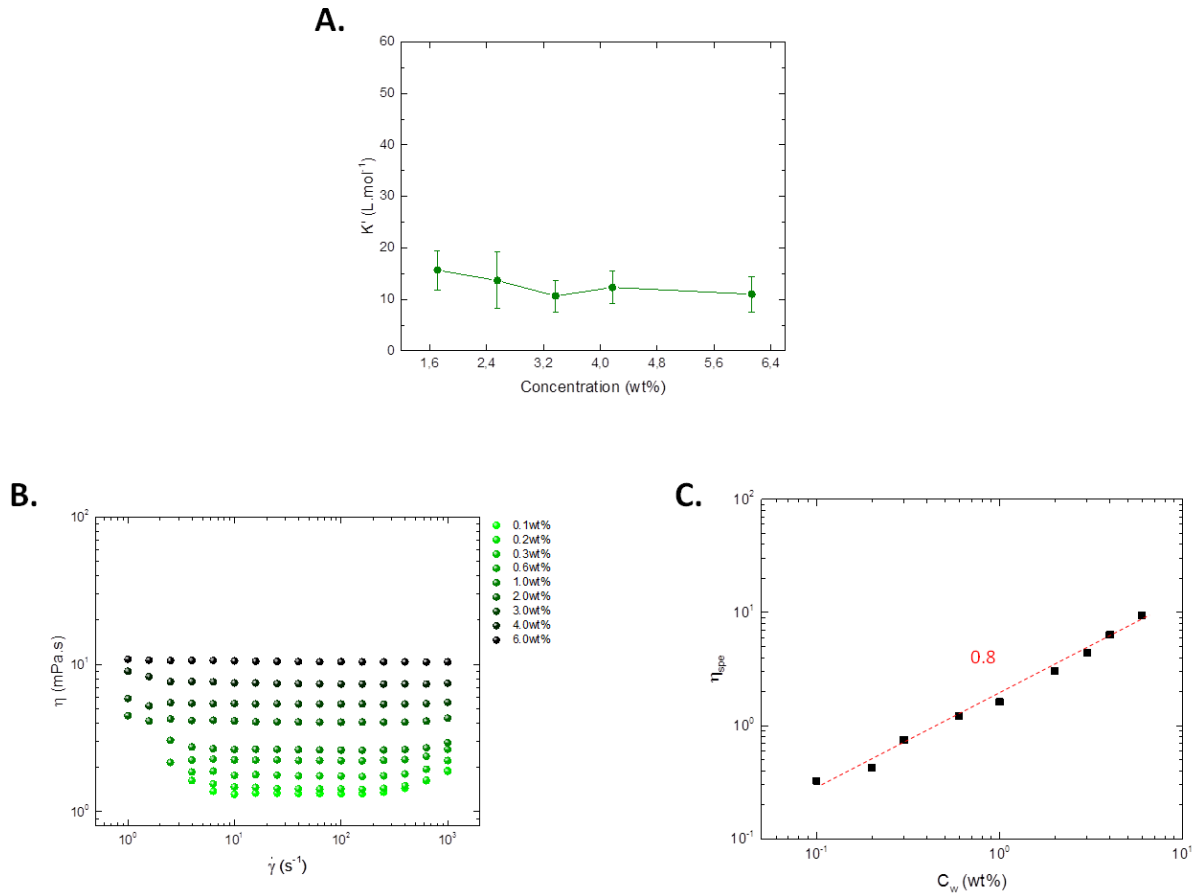 A.
60
50
40
30
20
10
0
K' (L.mol⁻¹)
1,6 2,4 3,2 4,0 4,8 5,6 6,4
Concentration (wt%)
B.
10²
10¹
10⁰
η (mPa.s)
10⁰ 10¹ 10² 10³
γ̇ (s⁻¹)
0.1wt%
0.2wt%
0.3wt%
0.6wt%
1.0wt%
2.0wt%
3.0wt%
4.0wt%
6.0wt%
C.
10²
10¹
10⁰
10⁻¹
η_spe
0.8
10⁻¹ 10⁰ 10¹
C_w (wt%)